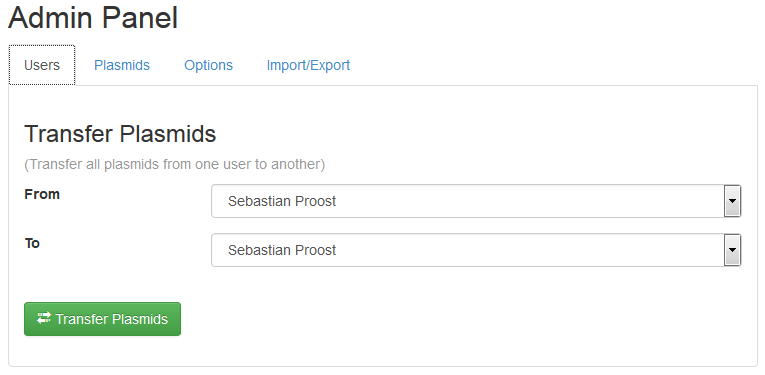 Admin Panel
Users Plasmids Options Import/Export
Transfer Plasmids
(Transfer all plasmids from one user to another)
From Sebastian Proost
To Sebastian Proost
Transfer Plasmids